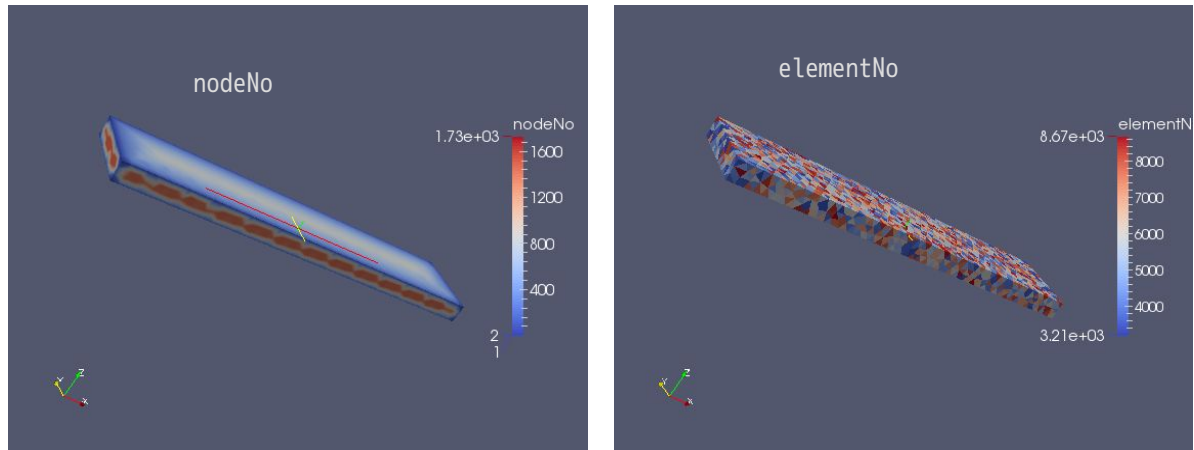 nodeNo
nodeNo
1.73e+03
1600
1200
800
400
2
1
Y
Z
X
elementNo
elementN
8.67e+03
8000
7000
6000
5000
4000
3.21e+03
Y
Z
X